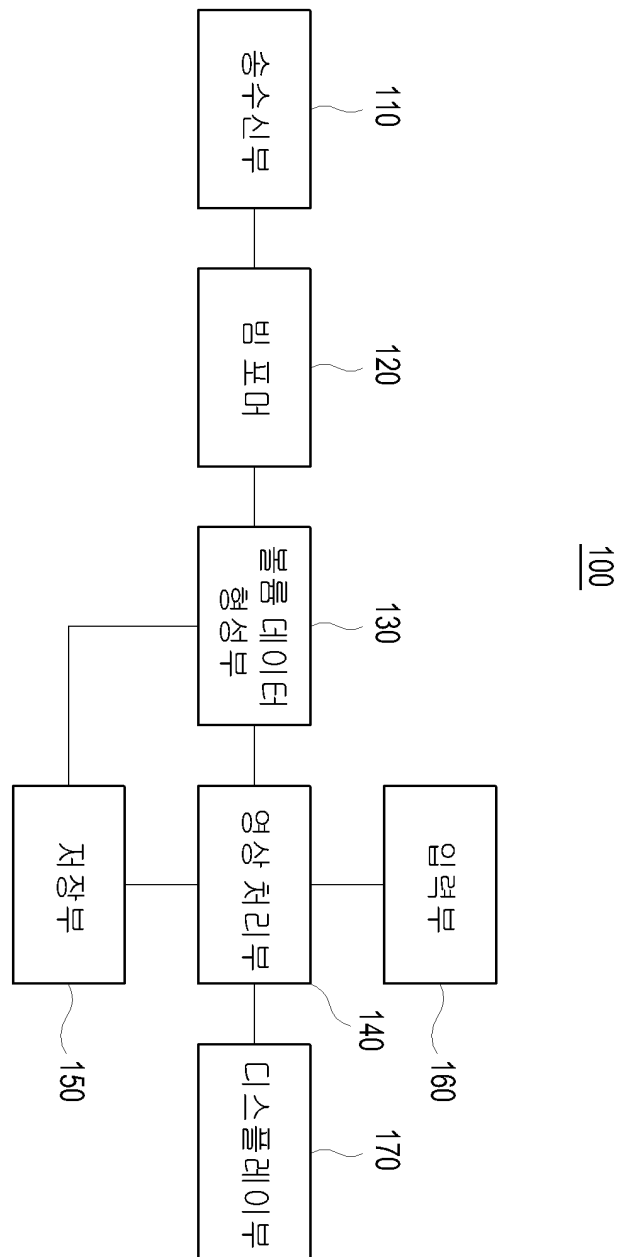 100
110
송수신부
120
빔 포머
130
볼륨 데이터
형성부
140
영상 처리부
150
저장부
160
입력부
170
디스플레이부